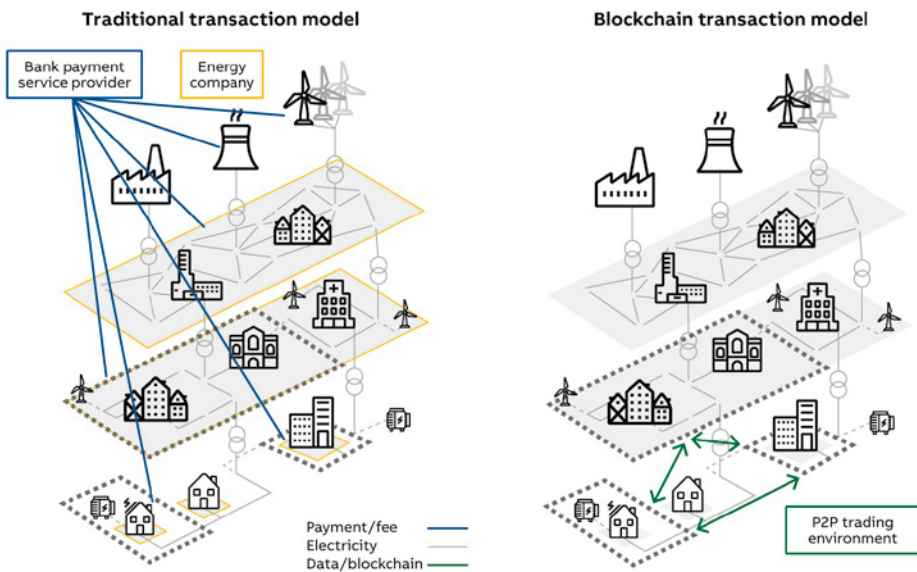 Traditional transaction model
Blockchain transaction model
Bank payment
service provider
Energy
company
Payment/fee
Electricity
Data/blockchain
P2P trading
environment